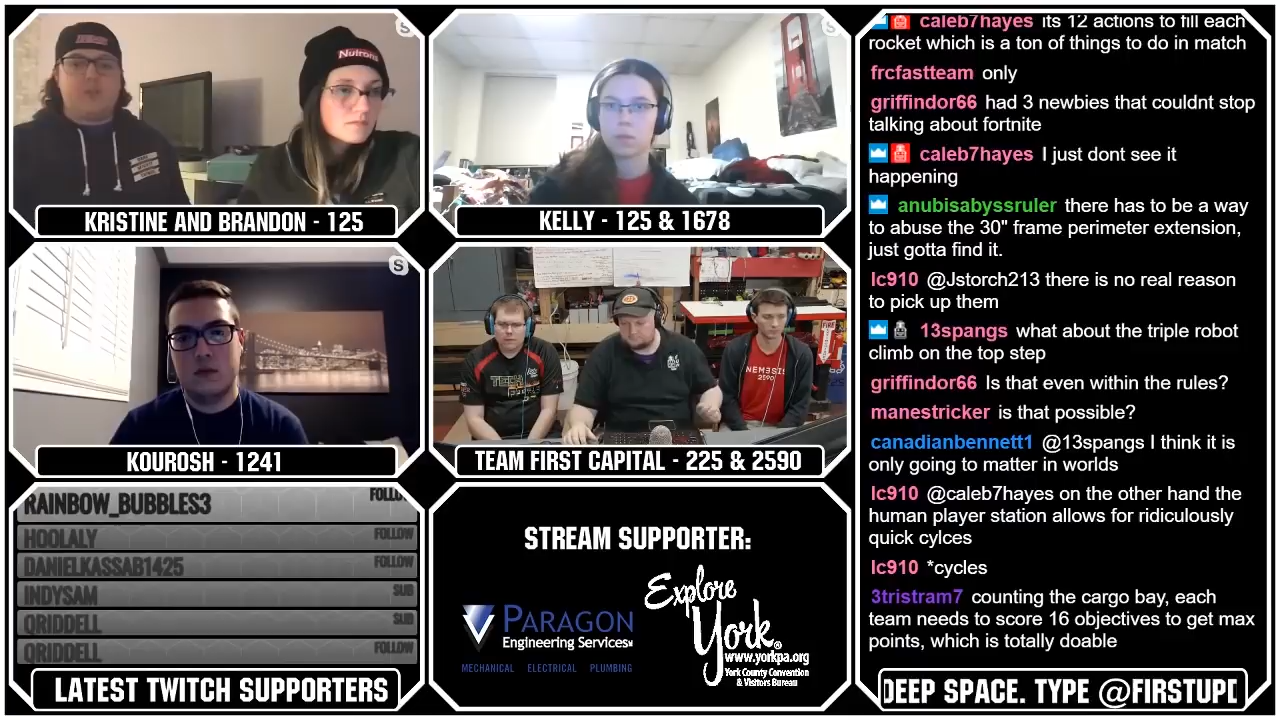 Nutrons
KRISTINE AND BRANDON - 125
KELLY - 125 & 1678
KOUROSH - 1241
FIRE
NEMESIS
2590
TEAM FIRST CAPITAL - 225 & 2590
RAINBOW_BUBBLES3 FOLLOW
HOOLALY FOLLOW
DANIELKASSAB1425 FOLLOW
INDYSAM SUB
QRIDDELL SUB
QRIDDELL FOLLOW
LATEST TWITCH SUPPORTERS
STREAM SUPPORTER:
PARAGON
Engineering Services
MECHANICAL ELECTRICAL PLUMBING
Explore
York
www.yorkpa.org
York County Convention
& Visitors Bureau
caleb7hayes its 12 actions to fill each
rocket which is a ton of things to do in match
frcfastteam only
griffindor66 had 3 newbies that couldnt stop
talking about fortnite
caleb7hayes I just dont see it
happening
anubisabyssruler there has to be a way
to abuse the 30" frame perimeter extension,
just gotta find it.
lc910 @Jstorch213 there is no real reason
to pick up them
13spangs what about the triple robot
climb on the top step
griffindor66 Is that even within the rules?
manestricker is that possible?
canadianbennett1 @13spangs I think it is
only going to matter in worlds
lc910 @caleb7hayes on the other hand the
human player station allows for ridiculously
quick cylces
lc910 *cycles
3tristram7 counting the cargo bay, each
team needs to score 16 objectives to get max
points, which is totally doable
DEEP SPACE. TYPE @FIRSTUPD